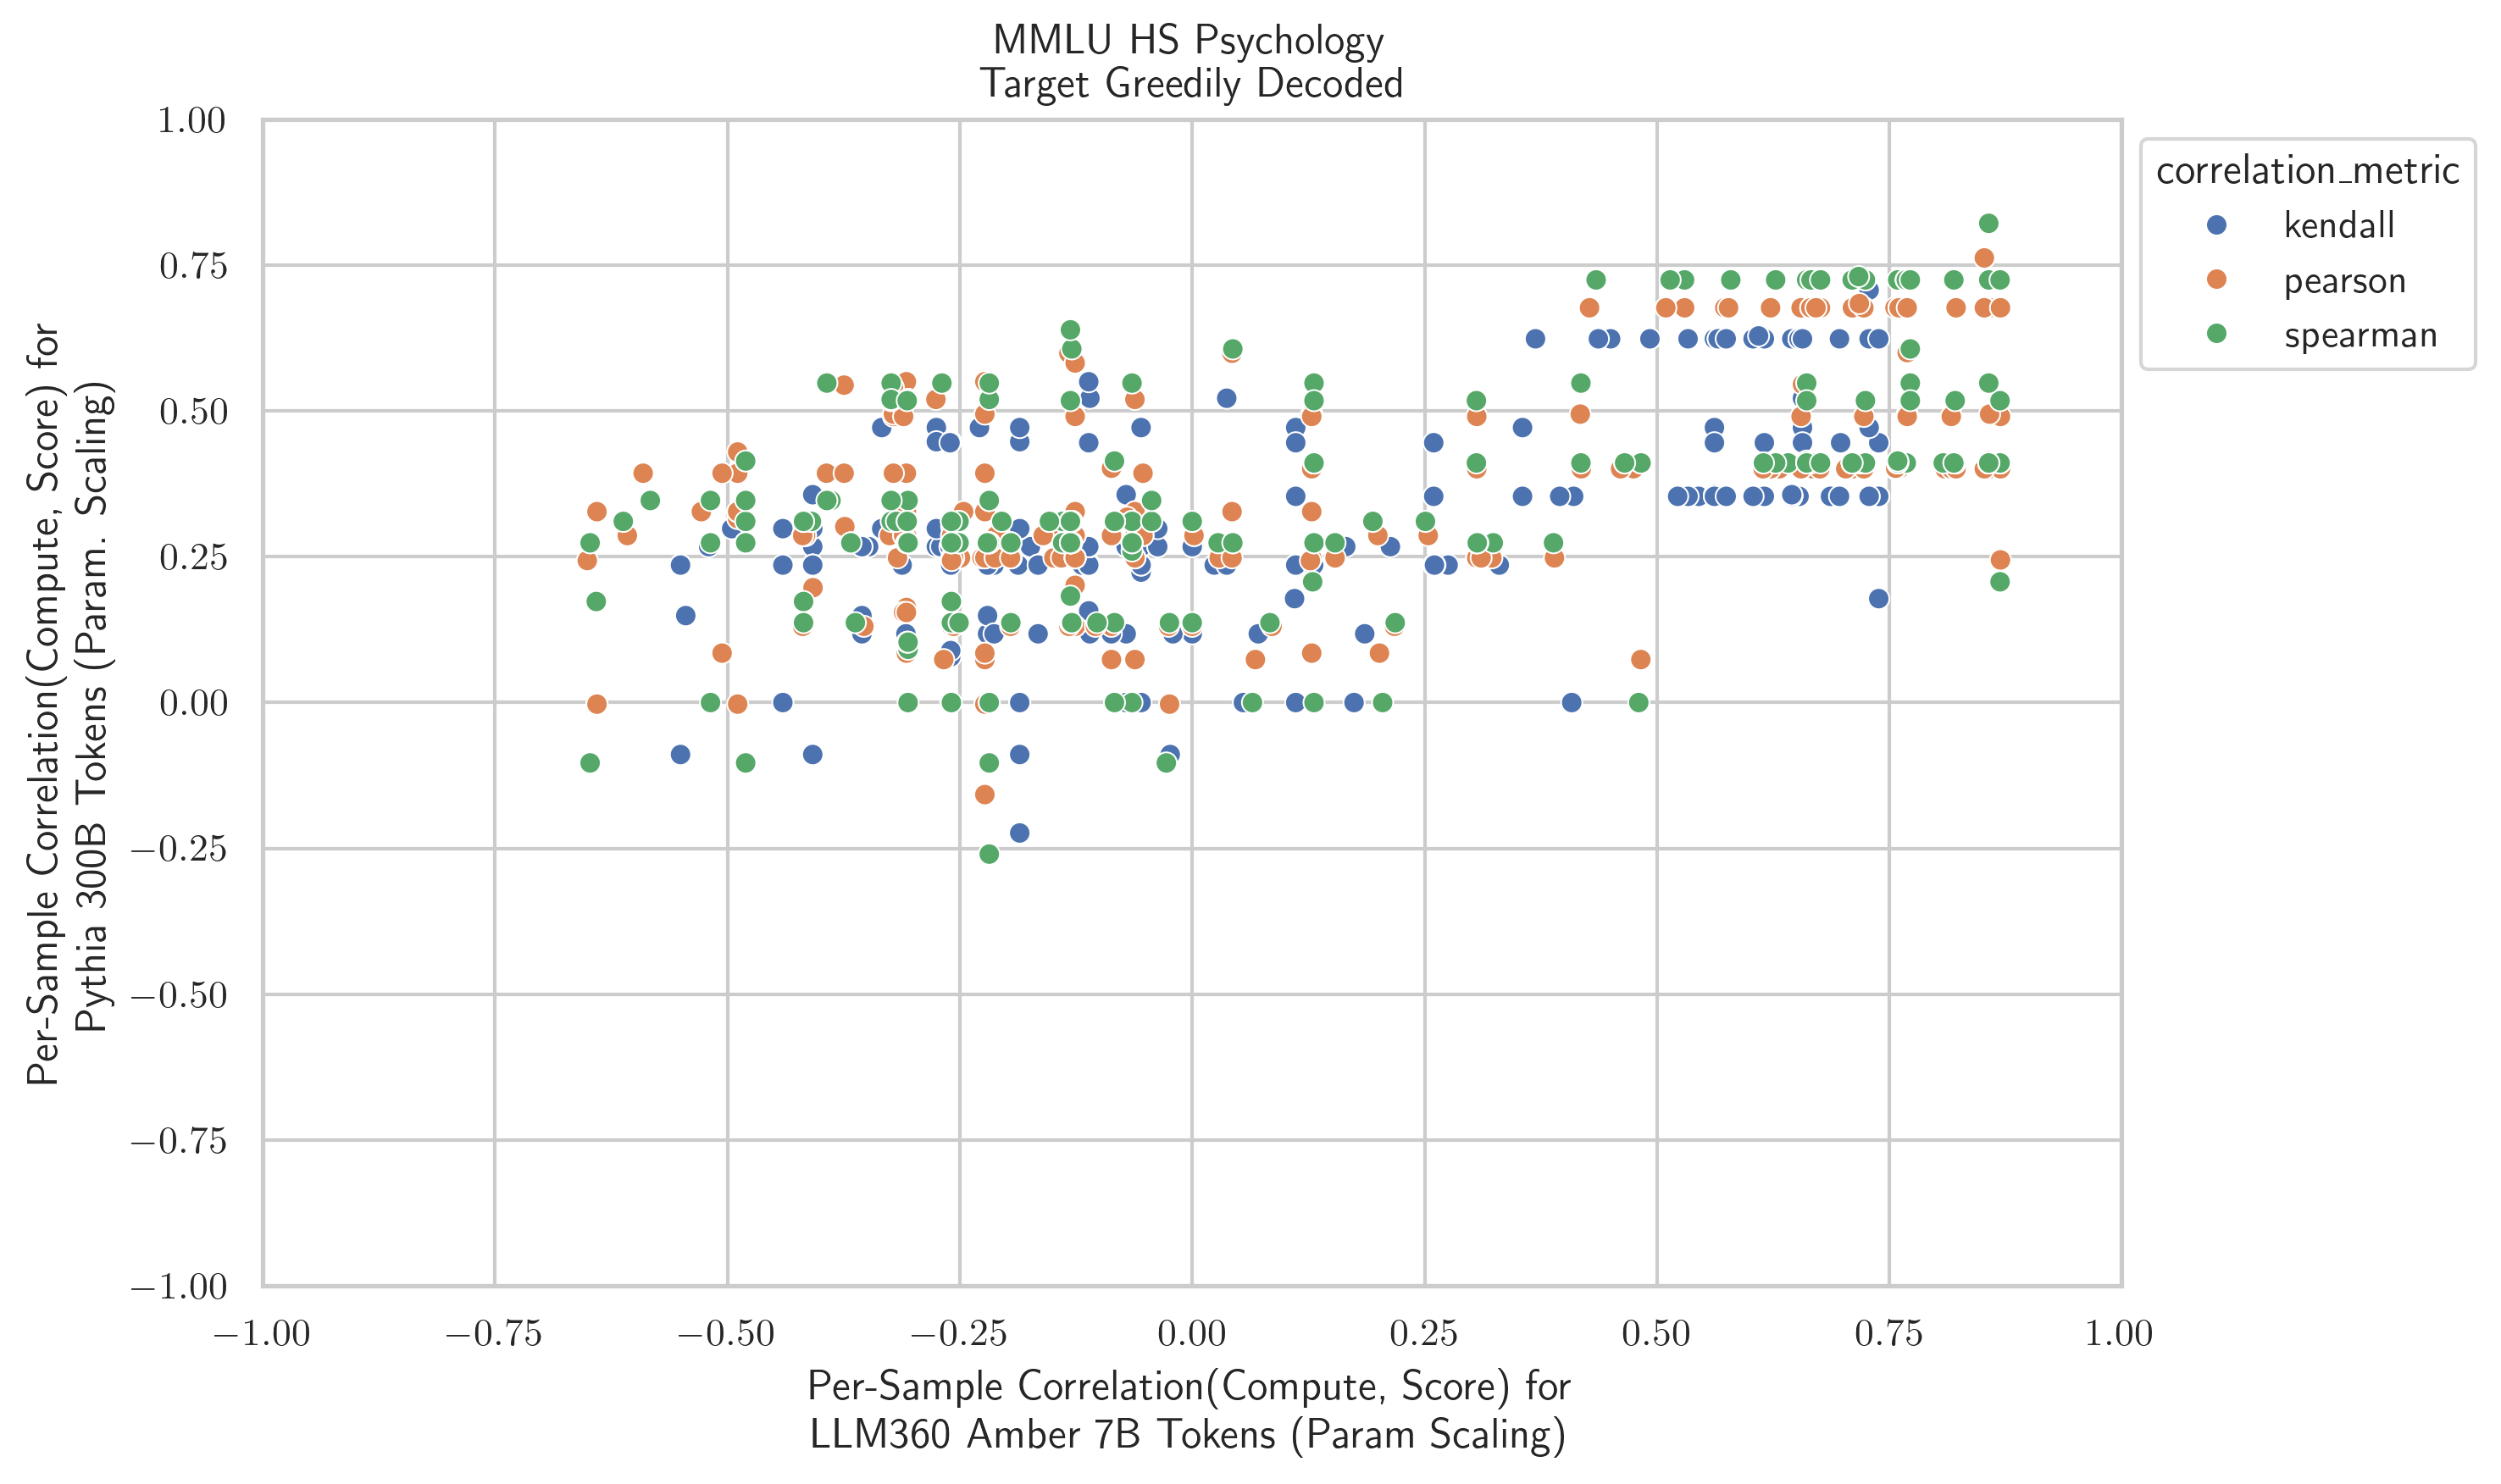 MMLU HS Psychology
Target Greedily Decoded
Per-Sample Correlation(Compute, Score) for
Pythia 300B Tokens (Param. Scaling)
1.00
0.75
0.50
0.25
0.00
−0.25
−0.50
−0.75
−1.00
−1.00
−0.75
−0.50
−0.25
0.00
0.25
0.50
0.75
1.00
Per-Sample Correlation(Compute, Score) for
LLM360 Amber 7B Tokens (Param Scaling)
correlation_metric
kendall
pearson
spearman